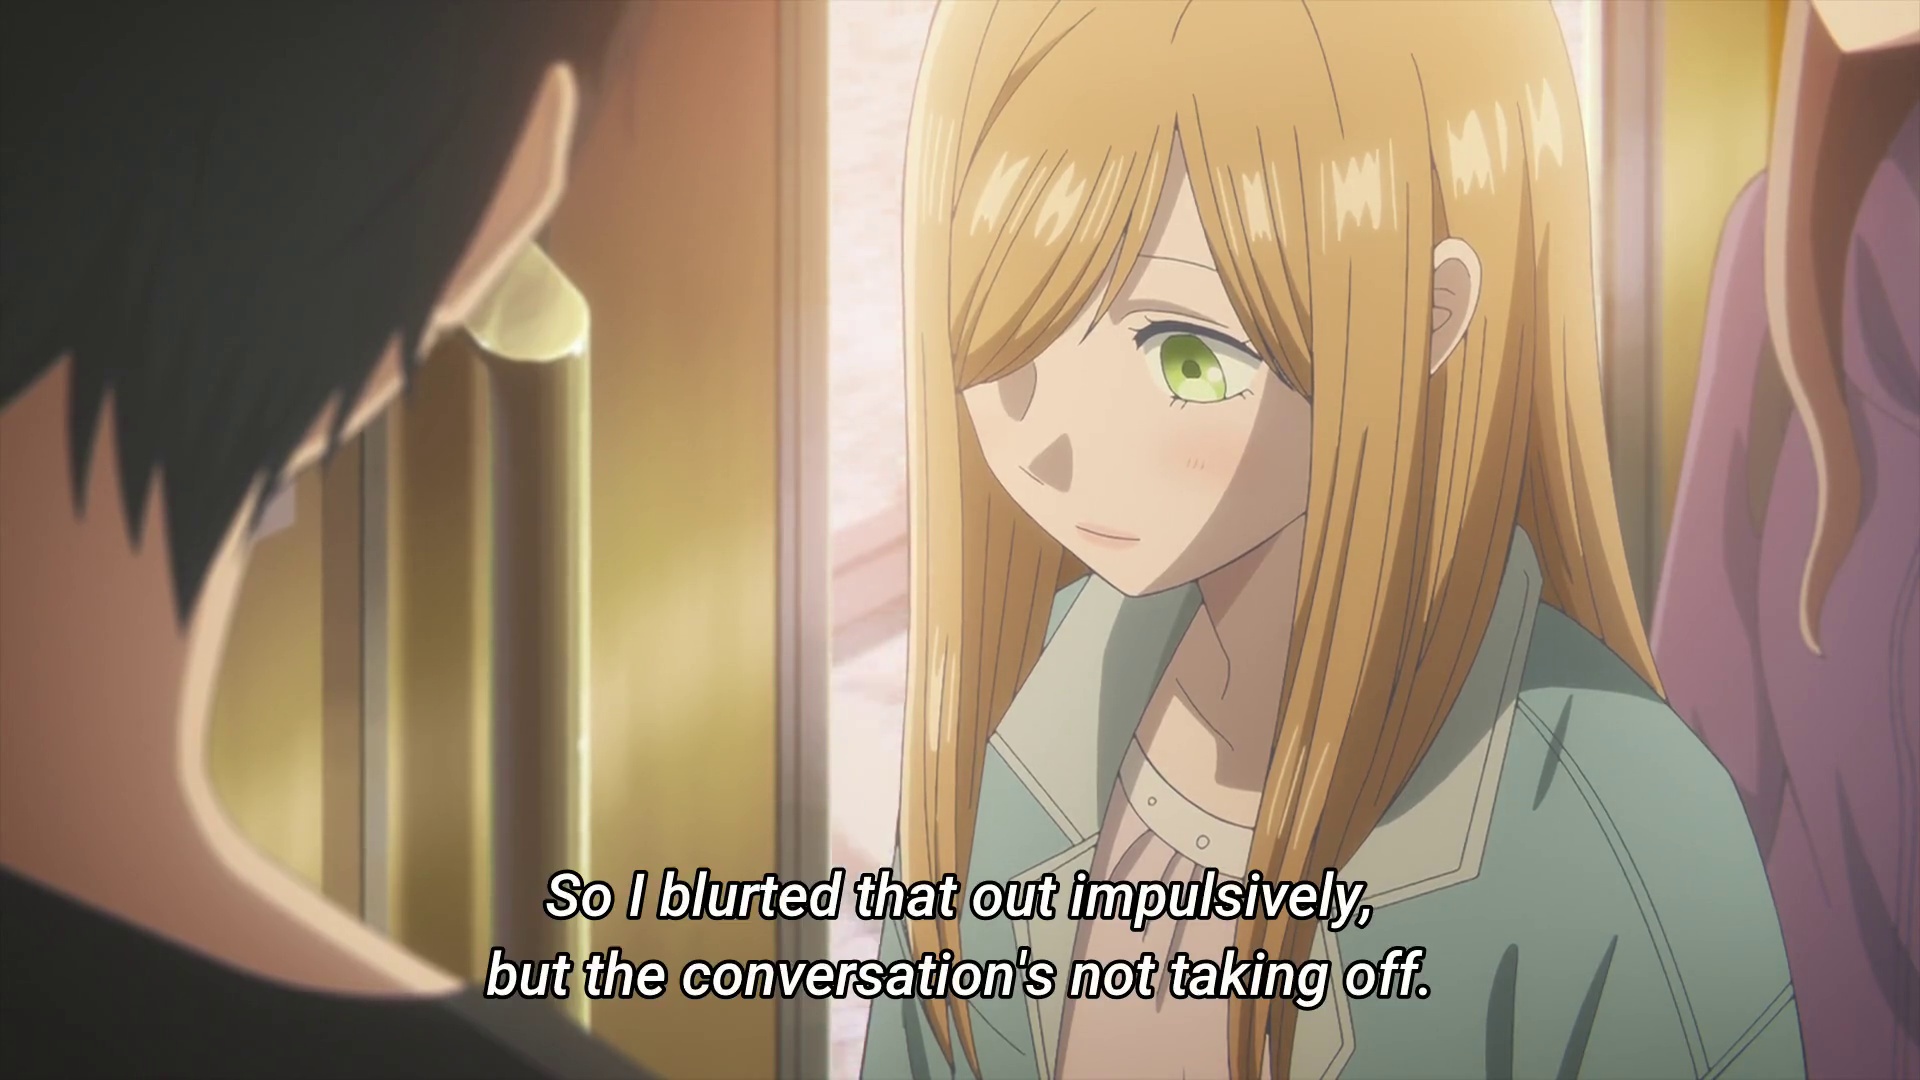 So I blurted that out impulsively,
but the conversation's not taking off.